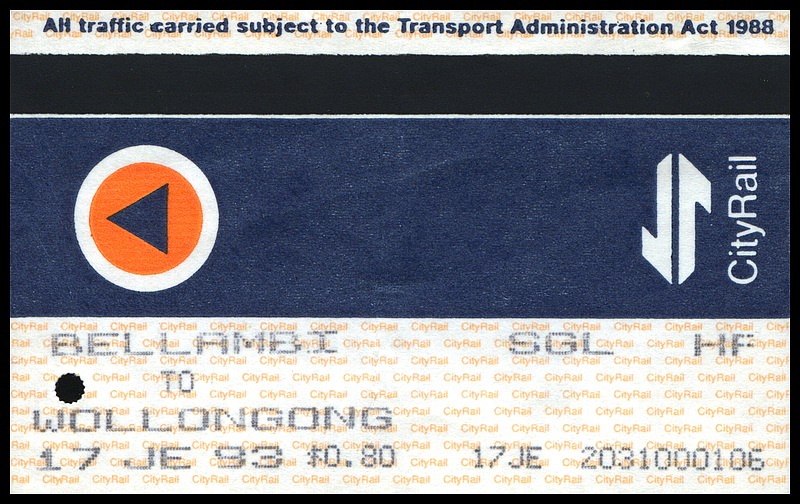 All traffic carried subject to the Transport Administration Act 1988
CityRail
BELLAMBI SGL HF
TO
WOLLONGONG
17 JE 93 $0.80 17JE 2031000106